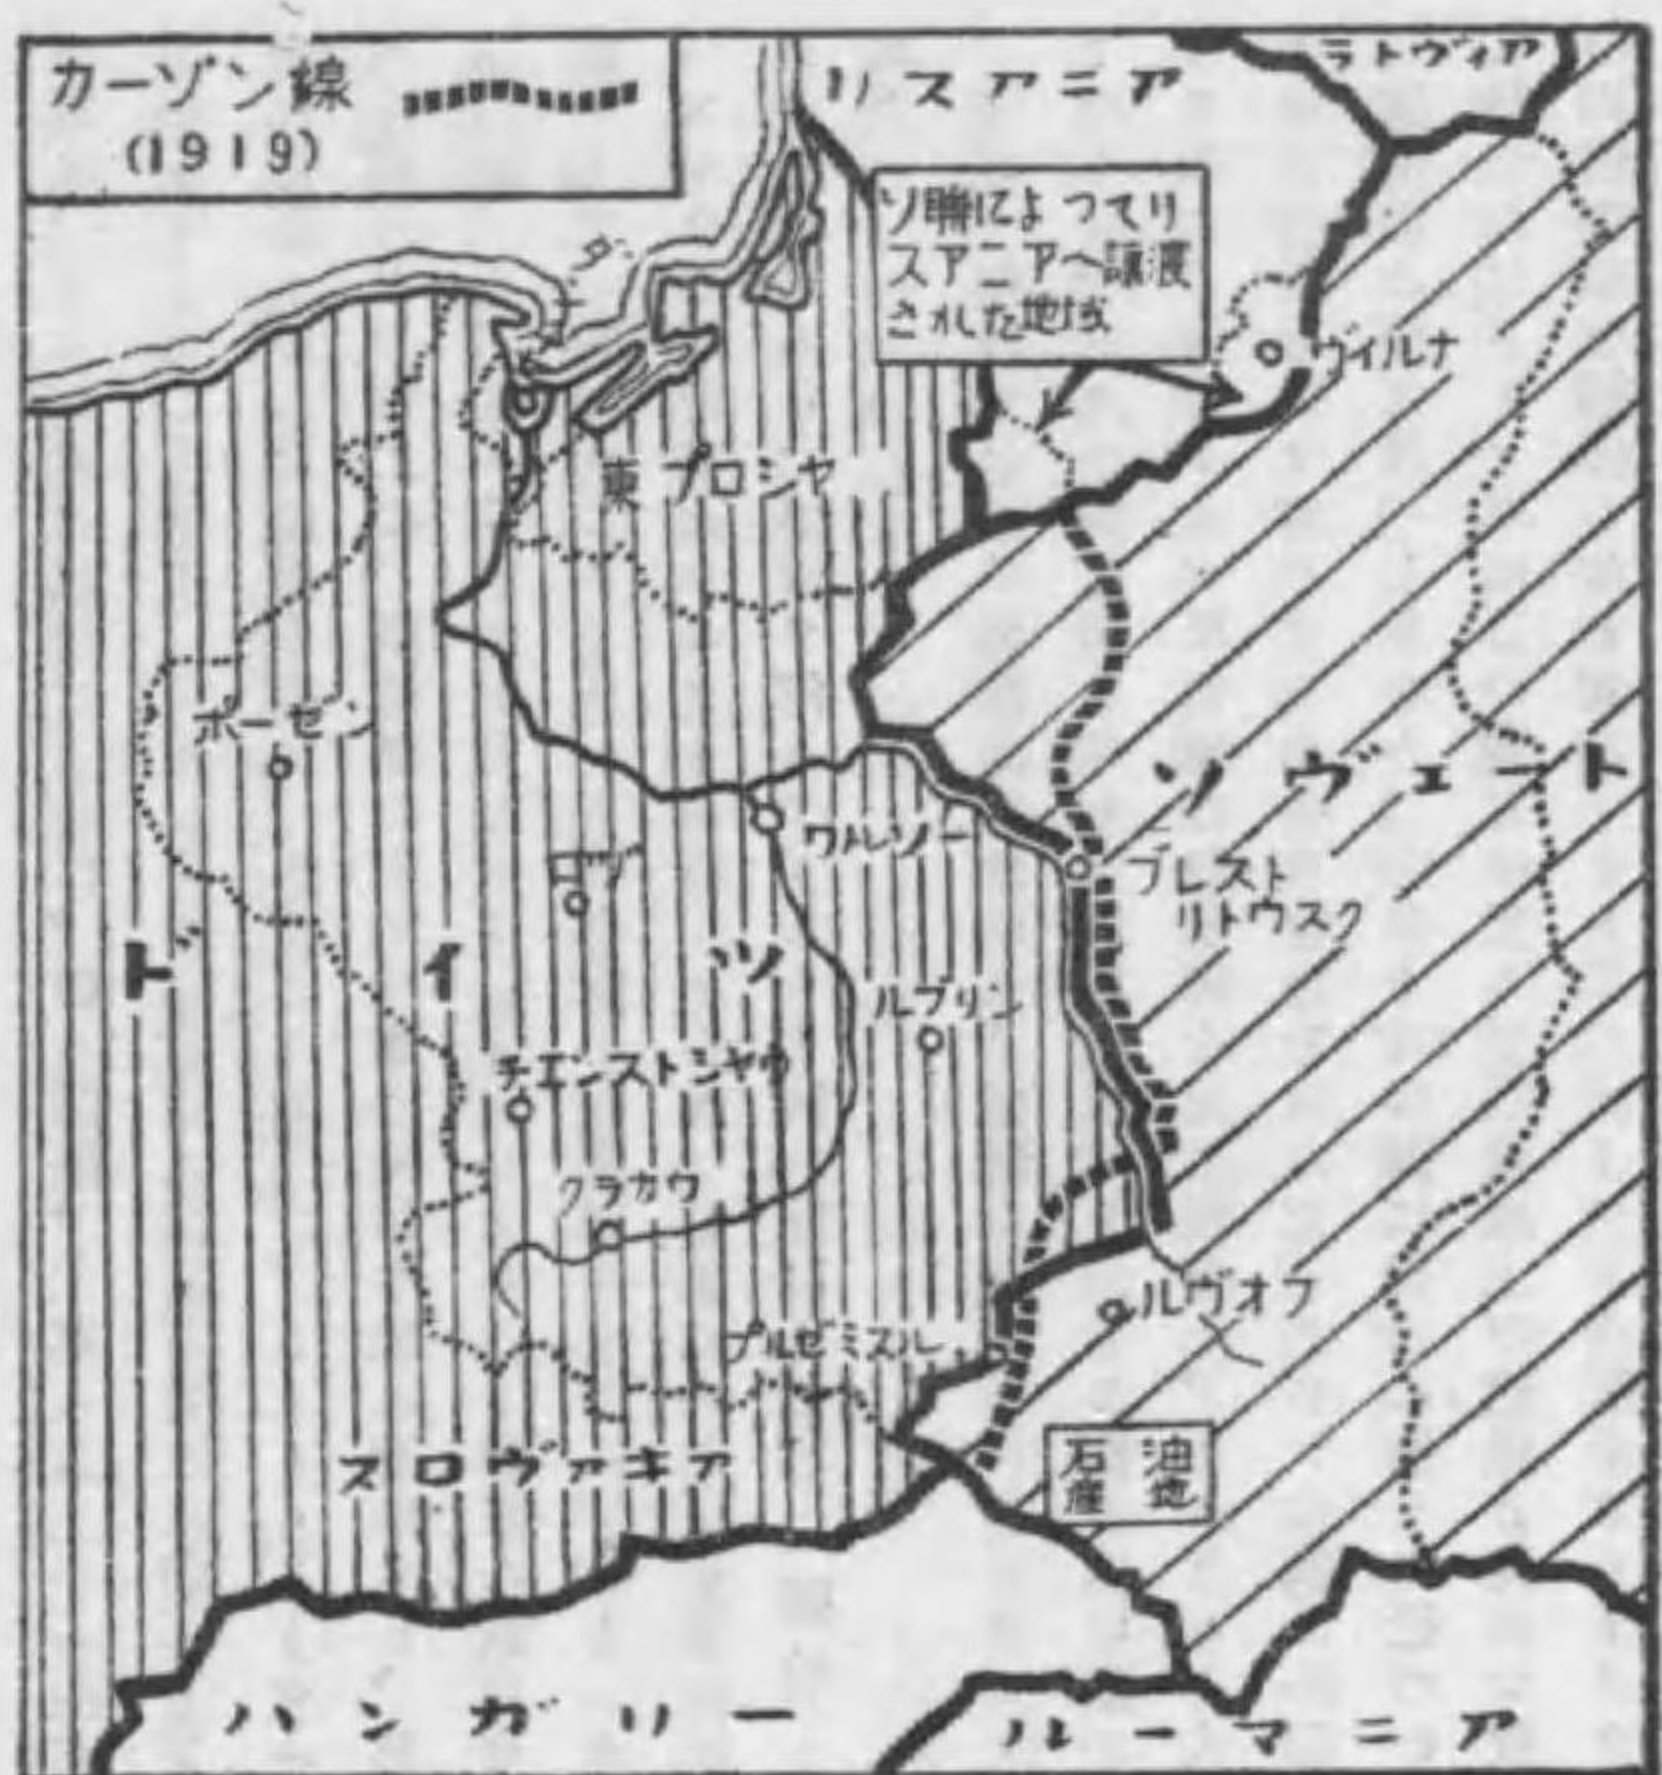 カーゾン線
(1919)
リスアニア
ラトヴィア
ソ聯によつてリ
スアニアへ譲渡
された地域
ヴイルナ
東プロシヤ
ポーゼン
ソヴェート
ワルソー
ロツヅ
ブレスト
リトウスク
ドイツ
ルブリン
チエンストシヤウ
クラカウ
ルヴオフ
プルゼミスル
スロヴァキア
石油
産地
ハンガリー
ルーマニア